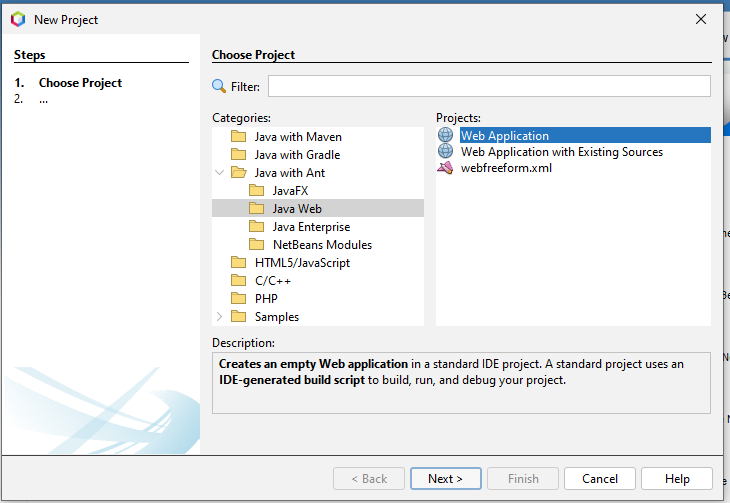 New Project
Steps
1. Choose Project
2. ...
Choose Project
Filter:
Categories:
Java with Maven
Java with Gradle
Java with Ant
JavaFX
Java Web
Java Enterprise
NetBeans Modules
HTML5/JavaScript
C/C++
PHP
Samples
Projects:
Web Application
Web Application with Existing Sources
webfreeform.xml
Description:
Creates an empty Web application in a standard IDE project. A standard project uses an
IDE-generated build script to build, run, and debug your project.
< Back
Next >
Finish
Cancel
Help